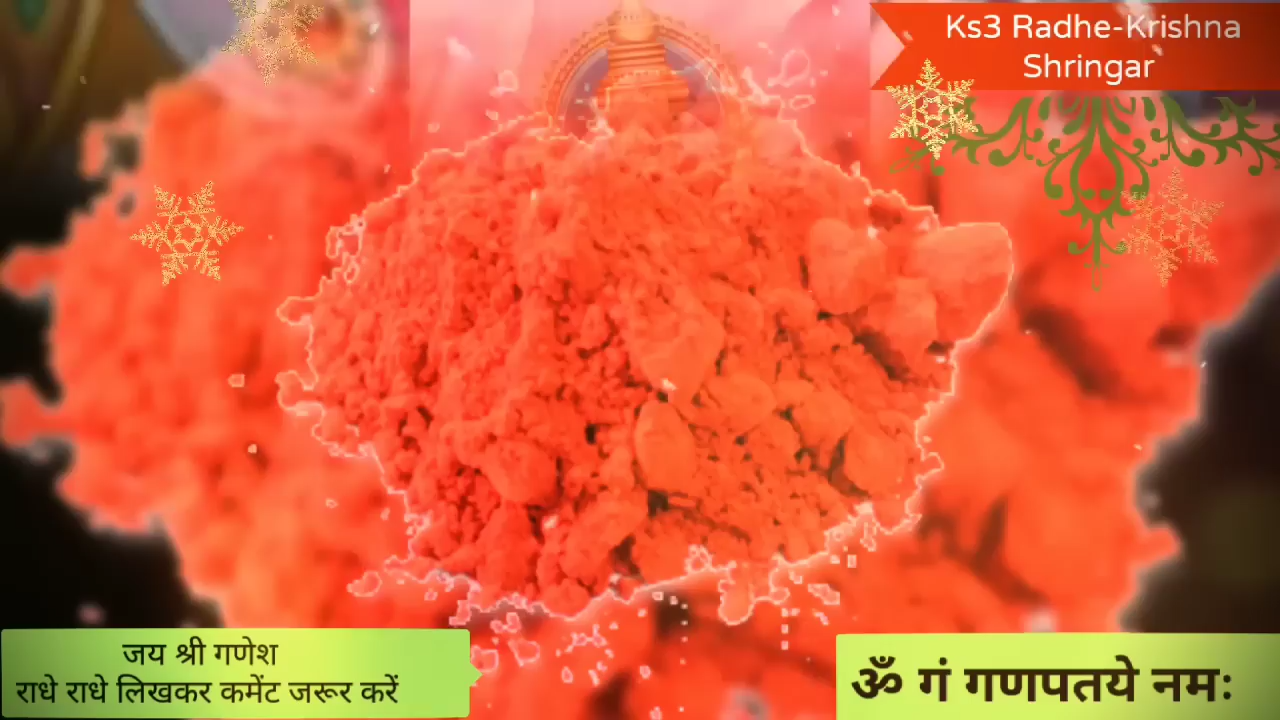 Ks3 Radhe-Krishna
Shringar
जय श्री गणेश
राधे राधे लिखकर कमेंट जरूर करें
ॐ गं गणपतये नमः